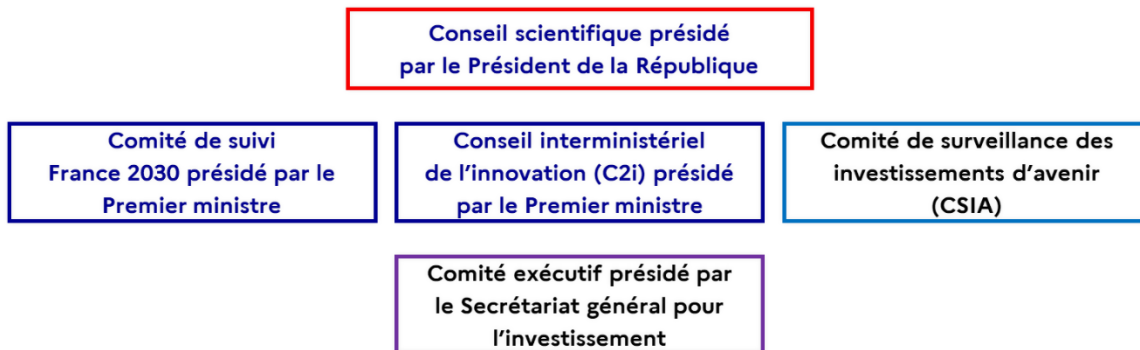 Conseil scientifique présidé
par le Président de la République
Comité de suivi
France 2030 présidé par le
Premier ministre
Conseil interministériel
de l’innovation (C2i) présidé
par le Premier ministre
Comité de surveillance des
investissements d’avenir
(CSIA)
Comité exécutif présidé par
le Secrétariat général pour
l’investissement